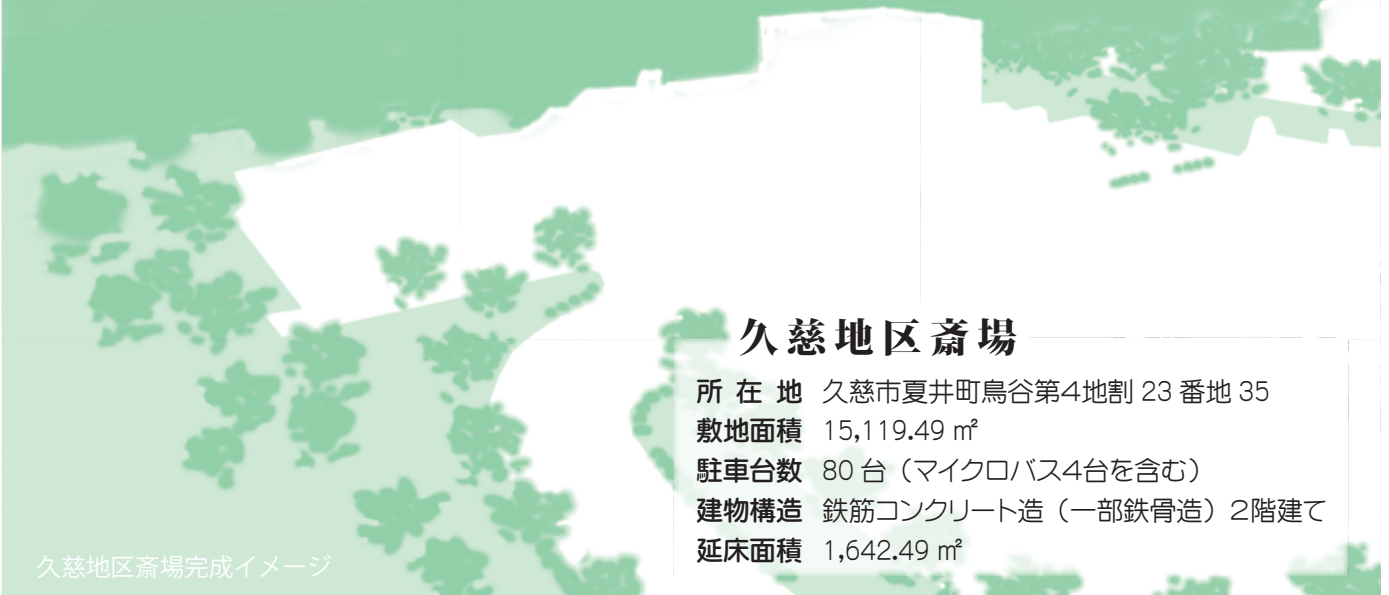 久慈地区斎場
所在地 久慈市夏井町鳥谷第4地割 23 番地 35
敷地面積 15,119.49 ㎡
駐車台数 80 台（マイクロバス4台を含む）
建物構造 鉄筋コンクリート造（一部鉄骨造）2階建て
延床面積 1,642.49 ㎡
久慈地区斎場完成イメージ